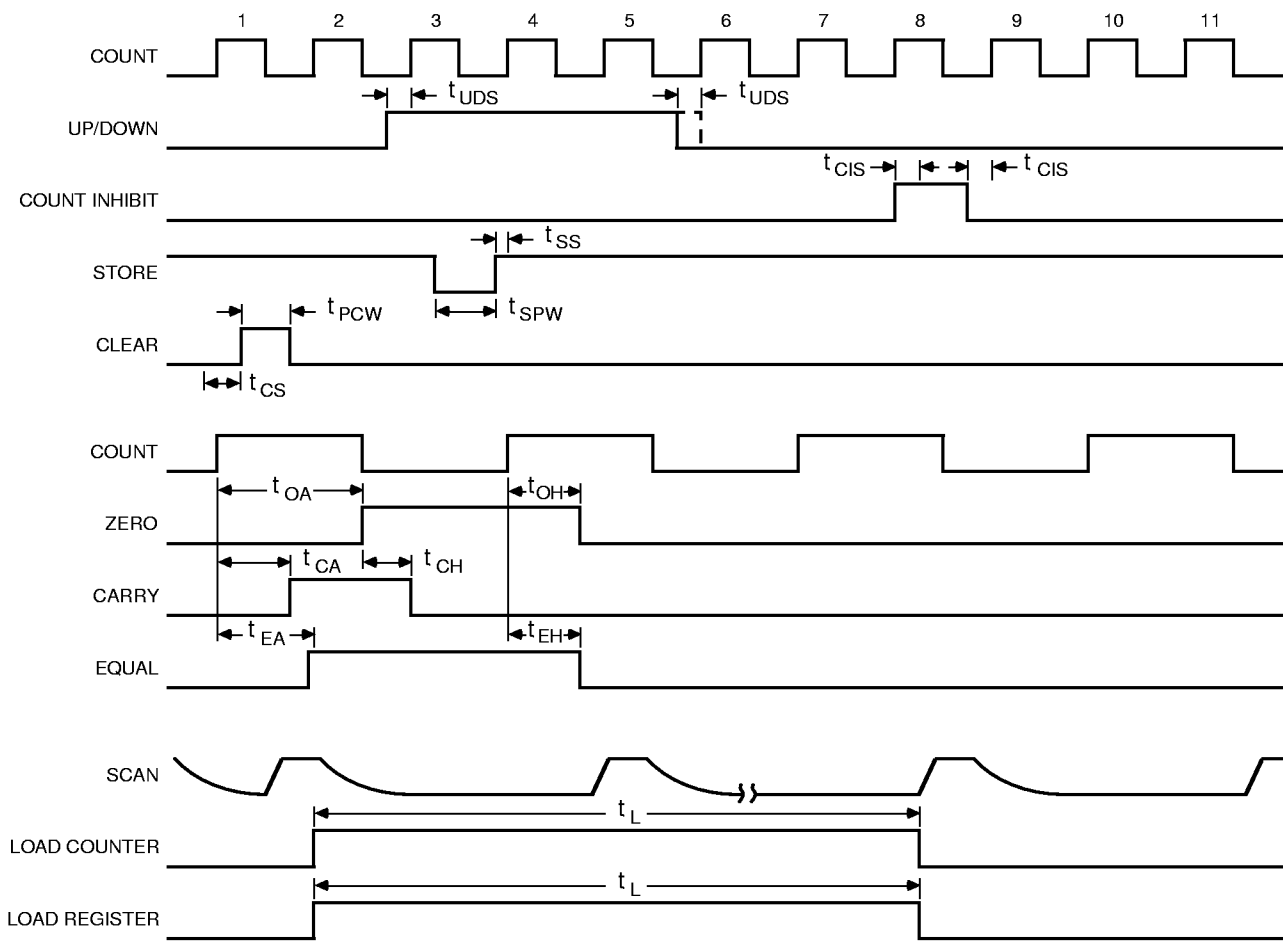 1 2 3 4 5 6 7 8 9 10 11
COUNT
tUDS tUDS
UP/DOWN
tCIS tCIS
COUNT INHIBIT
tSS
STORE
tPCW tSPW
CLEAR
tCS
COUNT
tOA tOH
ZERO
tCA tCH
CARRY
tEA tEH
EQUAL
SCAN
tL
LOAD COUNTER
tL
LOAD REGISTER